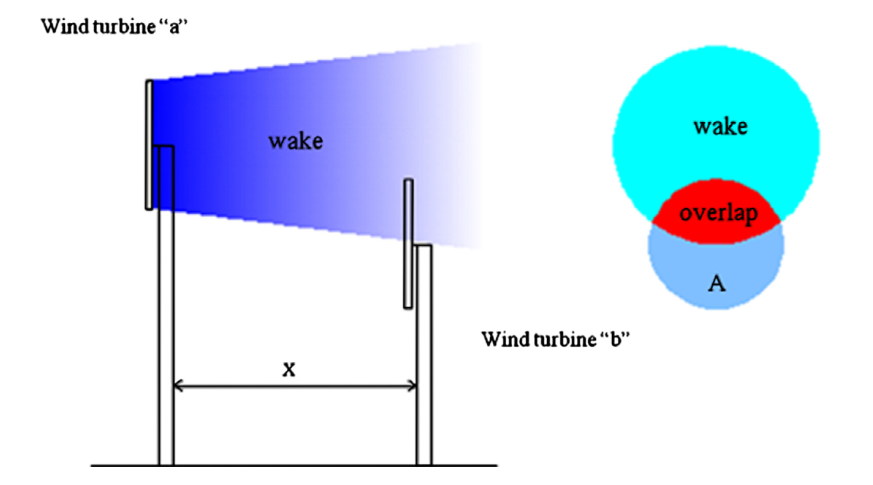 Wind turbine “a”
wake
wake
overlap
A
Wind turbine “b”
x